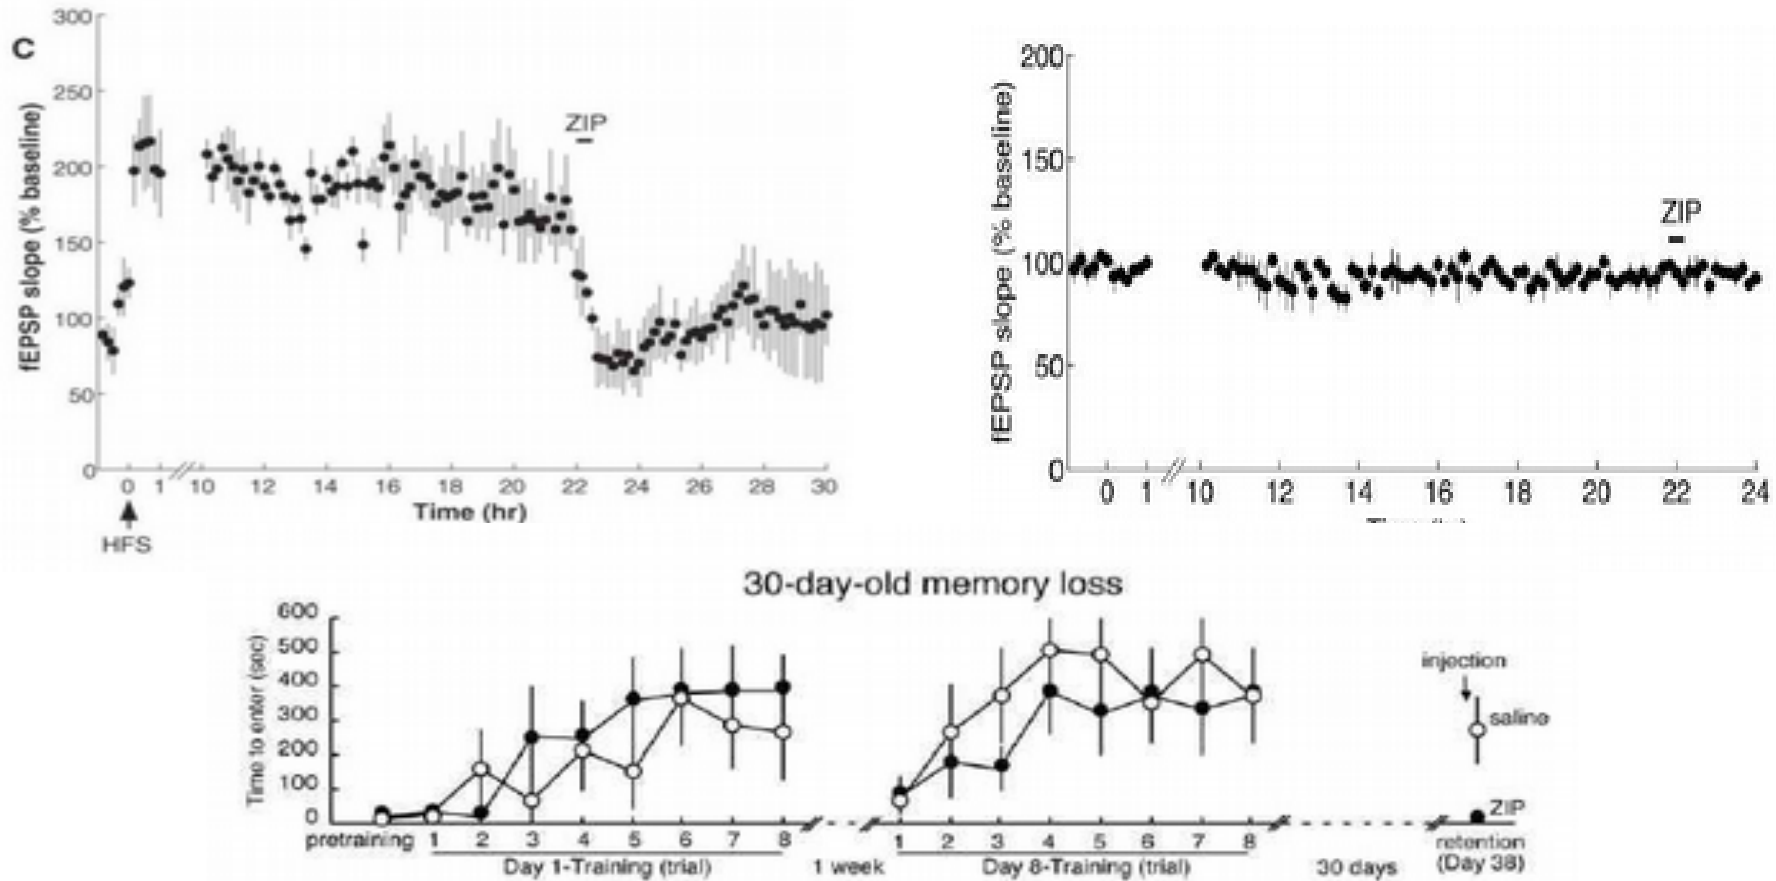 C
fEPSP slope (% baseline)
300
250
200
150
100
50
0
ZIP
0 1 10 12 14 16 18 20 22 24 26 28 30
Time (hr)
HFS
fEPSP slope (% baseline)
200
150
100
50
0
ZIP
0 1 10 12 14 16 18 20 22 24
30-day-old memory loss
Time to enter (sec)
600
500
400
300
200
100
0
injection
saline
ZIP
pretraining 1 2 3 4 5 6 7 8 1 2 3 4 5 6 7 8 retention
Day 1-Training (trial) 1 week Day 8-Training (trial) 30 days (Day 38)